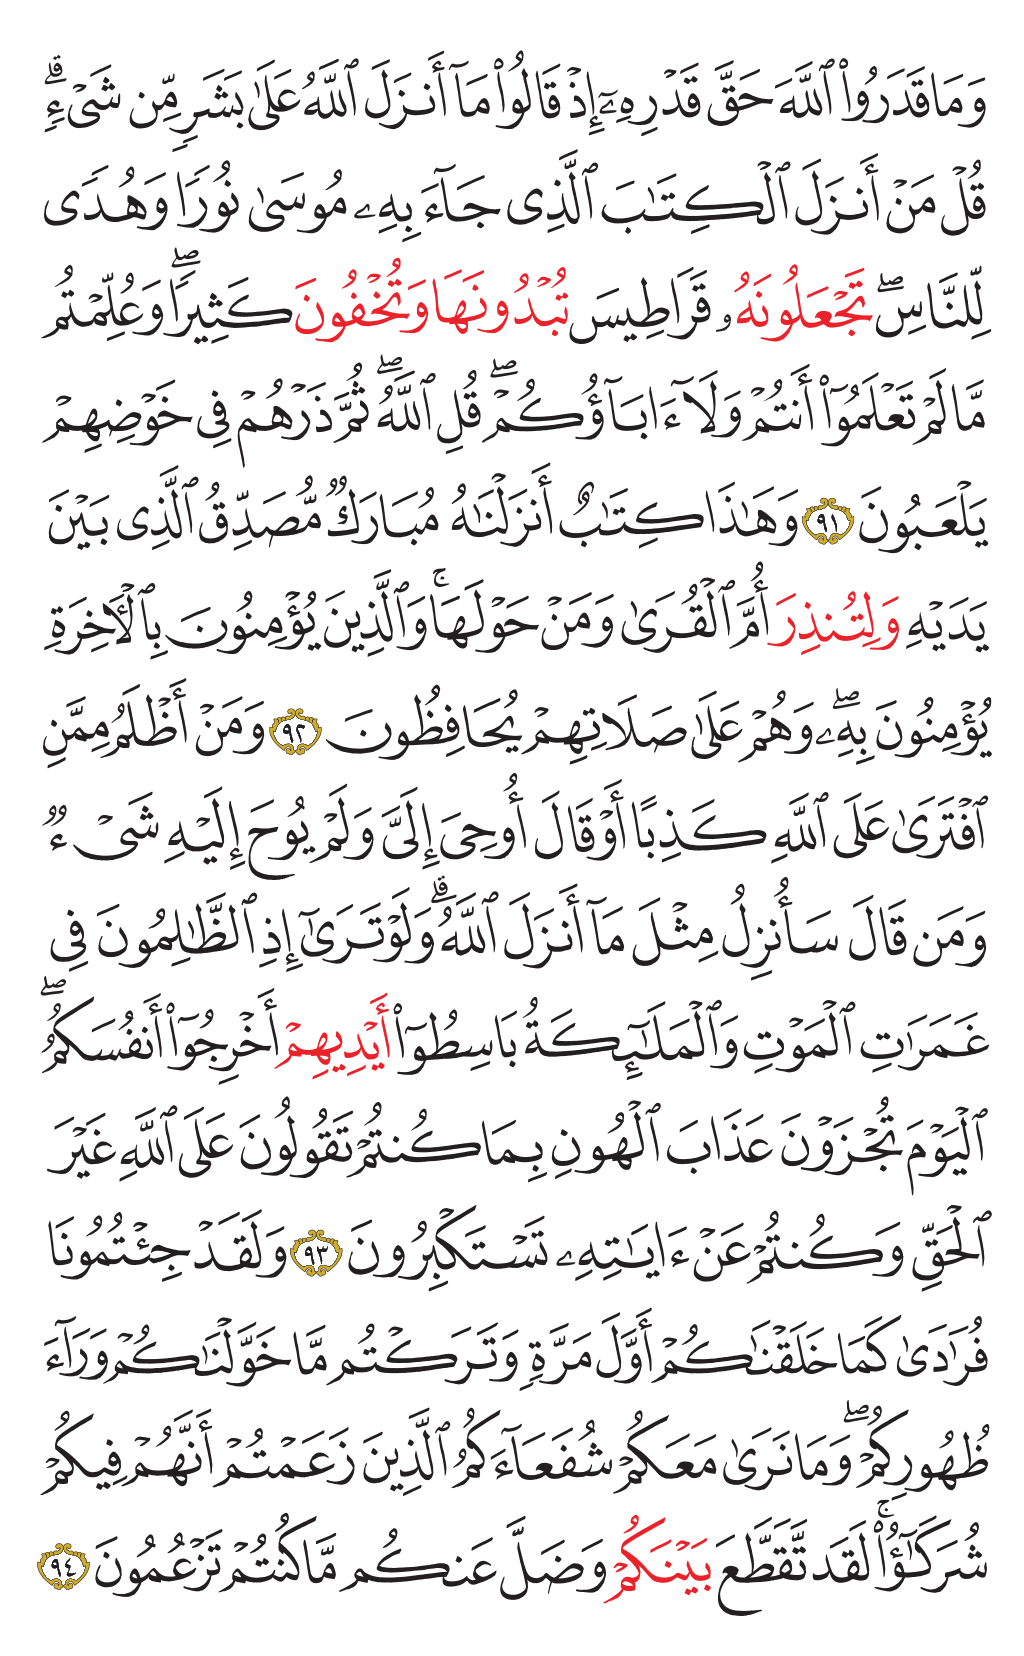 وَمَا قَدَرُوا۟ ٱللَّهَ حَقَّ قَدْرِهِۦٓ إِذْ قَالُوا۟ مَآ أَنزَلَ ٱللَّهُ عَلَىٰ بَشَرٍ مِّن شَىْءٍ ۗ
قُلْ مَنْ أَنزَلَ ٱلْكِتَـٰبَ ٱلَّذِى جَآءَ بِهِۦ مُوسَىٰ نُورًا وَهُدًى
لِّلنَّاسِ ۖ تَجْعَلُونَهُۥ قَرَاطِيسَ تُبْدُونَهَا وَتُخْفُونَ كَثِيرًا ۖ وَعُلِّمْتُم
مَّا لَمْ تَعْلَمُوٓا۟ أَنتُمْ وَلَآ ءَابَآؤُكُمْ ۖ قُلِ ٱللَّهُ ۖ ثُمَّ ذَرْهُمْ فِى خَوْضِهِمْ
يَلْعَبُونَ ٩١ وَهَـٰذَا كِتَـٰبٌ أَنزَلْنَـٰهُ مُبَارَكٌ مُّصَدِّقُ ٱلَّذِى بَيْنَ
يَدَيْهِ وَلِتُنذِرَ أُمَّ ٱلْقُرَىٰ وَمَنْ حَوْلَهَا ۚ وَٱلَّذِينَ يُؤْمِنُونَ بِٱلْـَٔاخِرَةِ
يُؤْمِنُونَ بِهِۦ ۖ وَهُمْ عَلَىٰ صَلَاتِهِمْ يُحَافِظُونَ ٩٢ وَمَنْ أَظْلَمُ مِمَّنِ
ٱفْتَرَىٰ عَلَى ٱللَّهِ كَذِبًا أَوْ قَالَ أُوحِىَ إِلَىَّ وَلَمْ يُوحَ إِلَيْهِ شَىْءٌ
وَمَن قَالَ سَأُنزِلُ مِثْلَ مَآ أَنزَلَ ٱللَّهُ ۗ وَلَوْ تَرَىٰٓ إِذِ ٱلظَّـٰلِمُونَ فِى
غَمَرَٰتِ ٱلْمَوْتِ وَٱلْمَلَـٰٓئِكَةُ بَاسِطُوٓا۟ أَيْدِيهِمْ أَخْرِجُوٓا۟ أَنفُسَكُمُ ۖ
ٱلْيَوْمَ تُجْزَوْنَ عَذَابَ ٱلْهُونِ بِمَا كُنتُمْ تَقُولُونَ عَلَى ٱللَّهِ غَيْرَ
ٱلْحَقِّ وَكُنتُمْ عَنْ ءَايَـٰتِهِۦ تَسْتَكْبِرُونَ ٩٣ وَلَقَدْ جِئْتُمُونَا
فُرَٰدَىٰ كَمَا خَلَقْنَـٰكُمْ أَوَّلَ مَرَّةٍ وَتَرَكْتُم مَّا خَوَّلْنَـٰكُمْ وَرَآءَ
ظُهُورِكُمْ ۖ وَمَا نَرَىٰ مَعَكُمْ شُفَعَآءَكُمُ ٱلَّذِينَ زَعَمْتُمْ أَنَّهُمْ فِيكُمْ
شُرَكَـٰٓؤُا۟ ۚ لَقَد تَّقَطَّعَ بَيْنَكُمْ وَضَلَّ عَنكُم مَّا كُنتُمْ تَزْعُمُونَ ٩٤